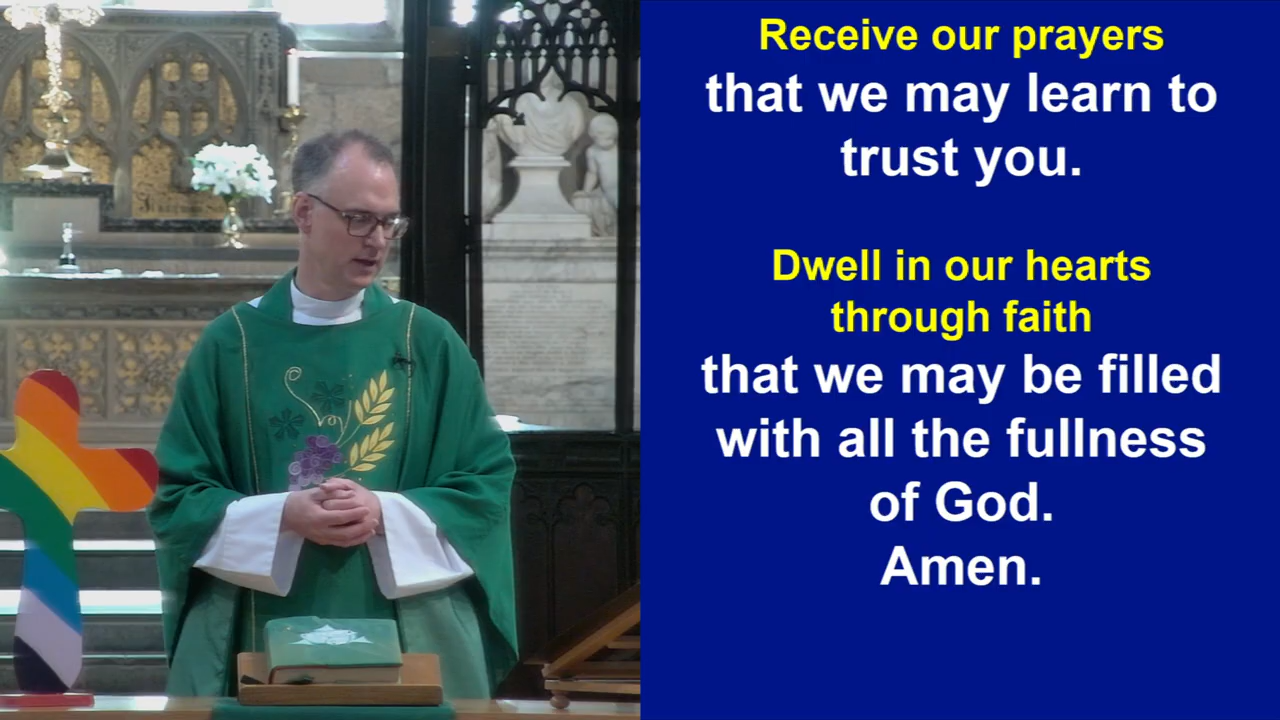 Receive our prayers
that we may learn to
trust you.
Dwell in our hearts
through faith
that we may be filled
with all the fullness
of God.
Amen.